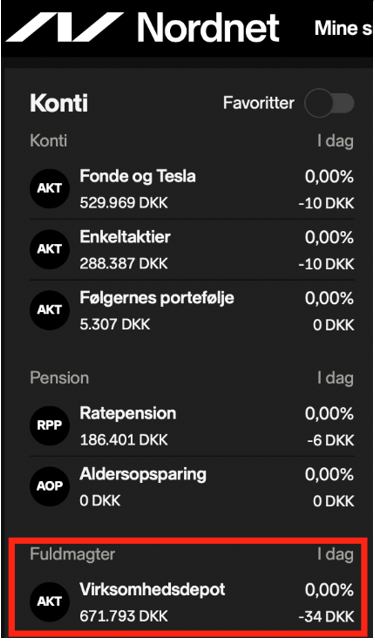 Nordnet
Mine s
Konti
Favoritter
Konti
I dag
AKT
Fonde og Tesla
0,00%
529.969 DKK
-10 DKK
AKT
Enkeltaktier
0,00%
288.387 DKK
-10 DKK
AKT
Følgernes portefølje
0,00%
5.307 DKK
0 DKK
Pension
I dag
RPP
Ratepension
0,00%
186.401 DKK
-6 DKK
AOP
Aldersopsparing
0,00%
0 DKK
0 DKK
Fuldmagter
I dag
AKT
Virksomhedsdepot
0,00%
671.793 DKK
-34 DKK